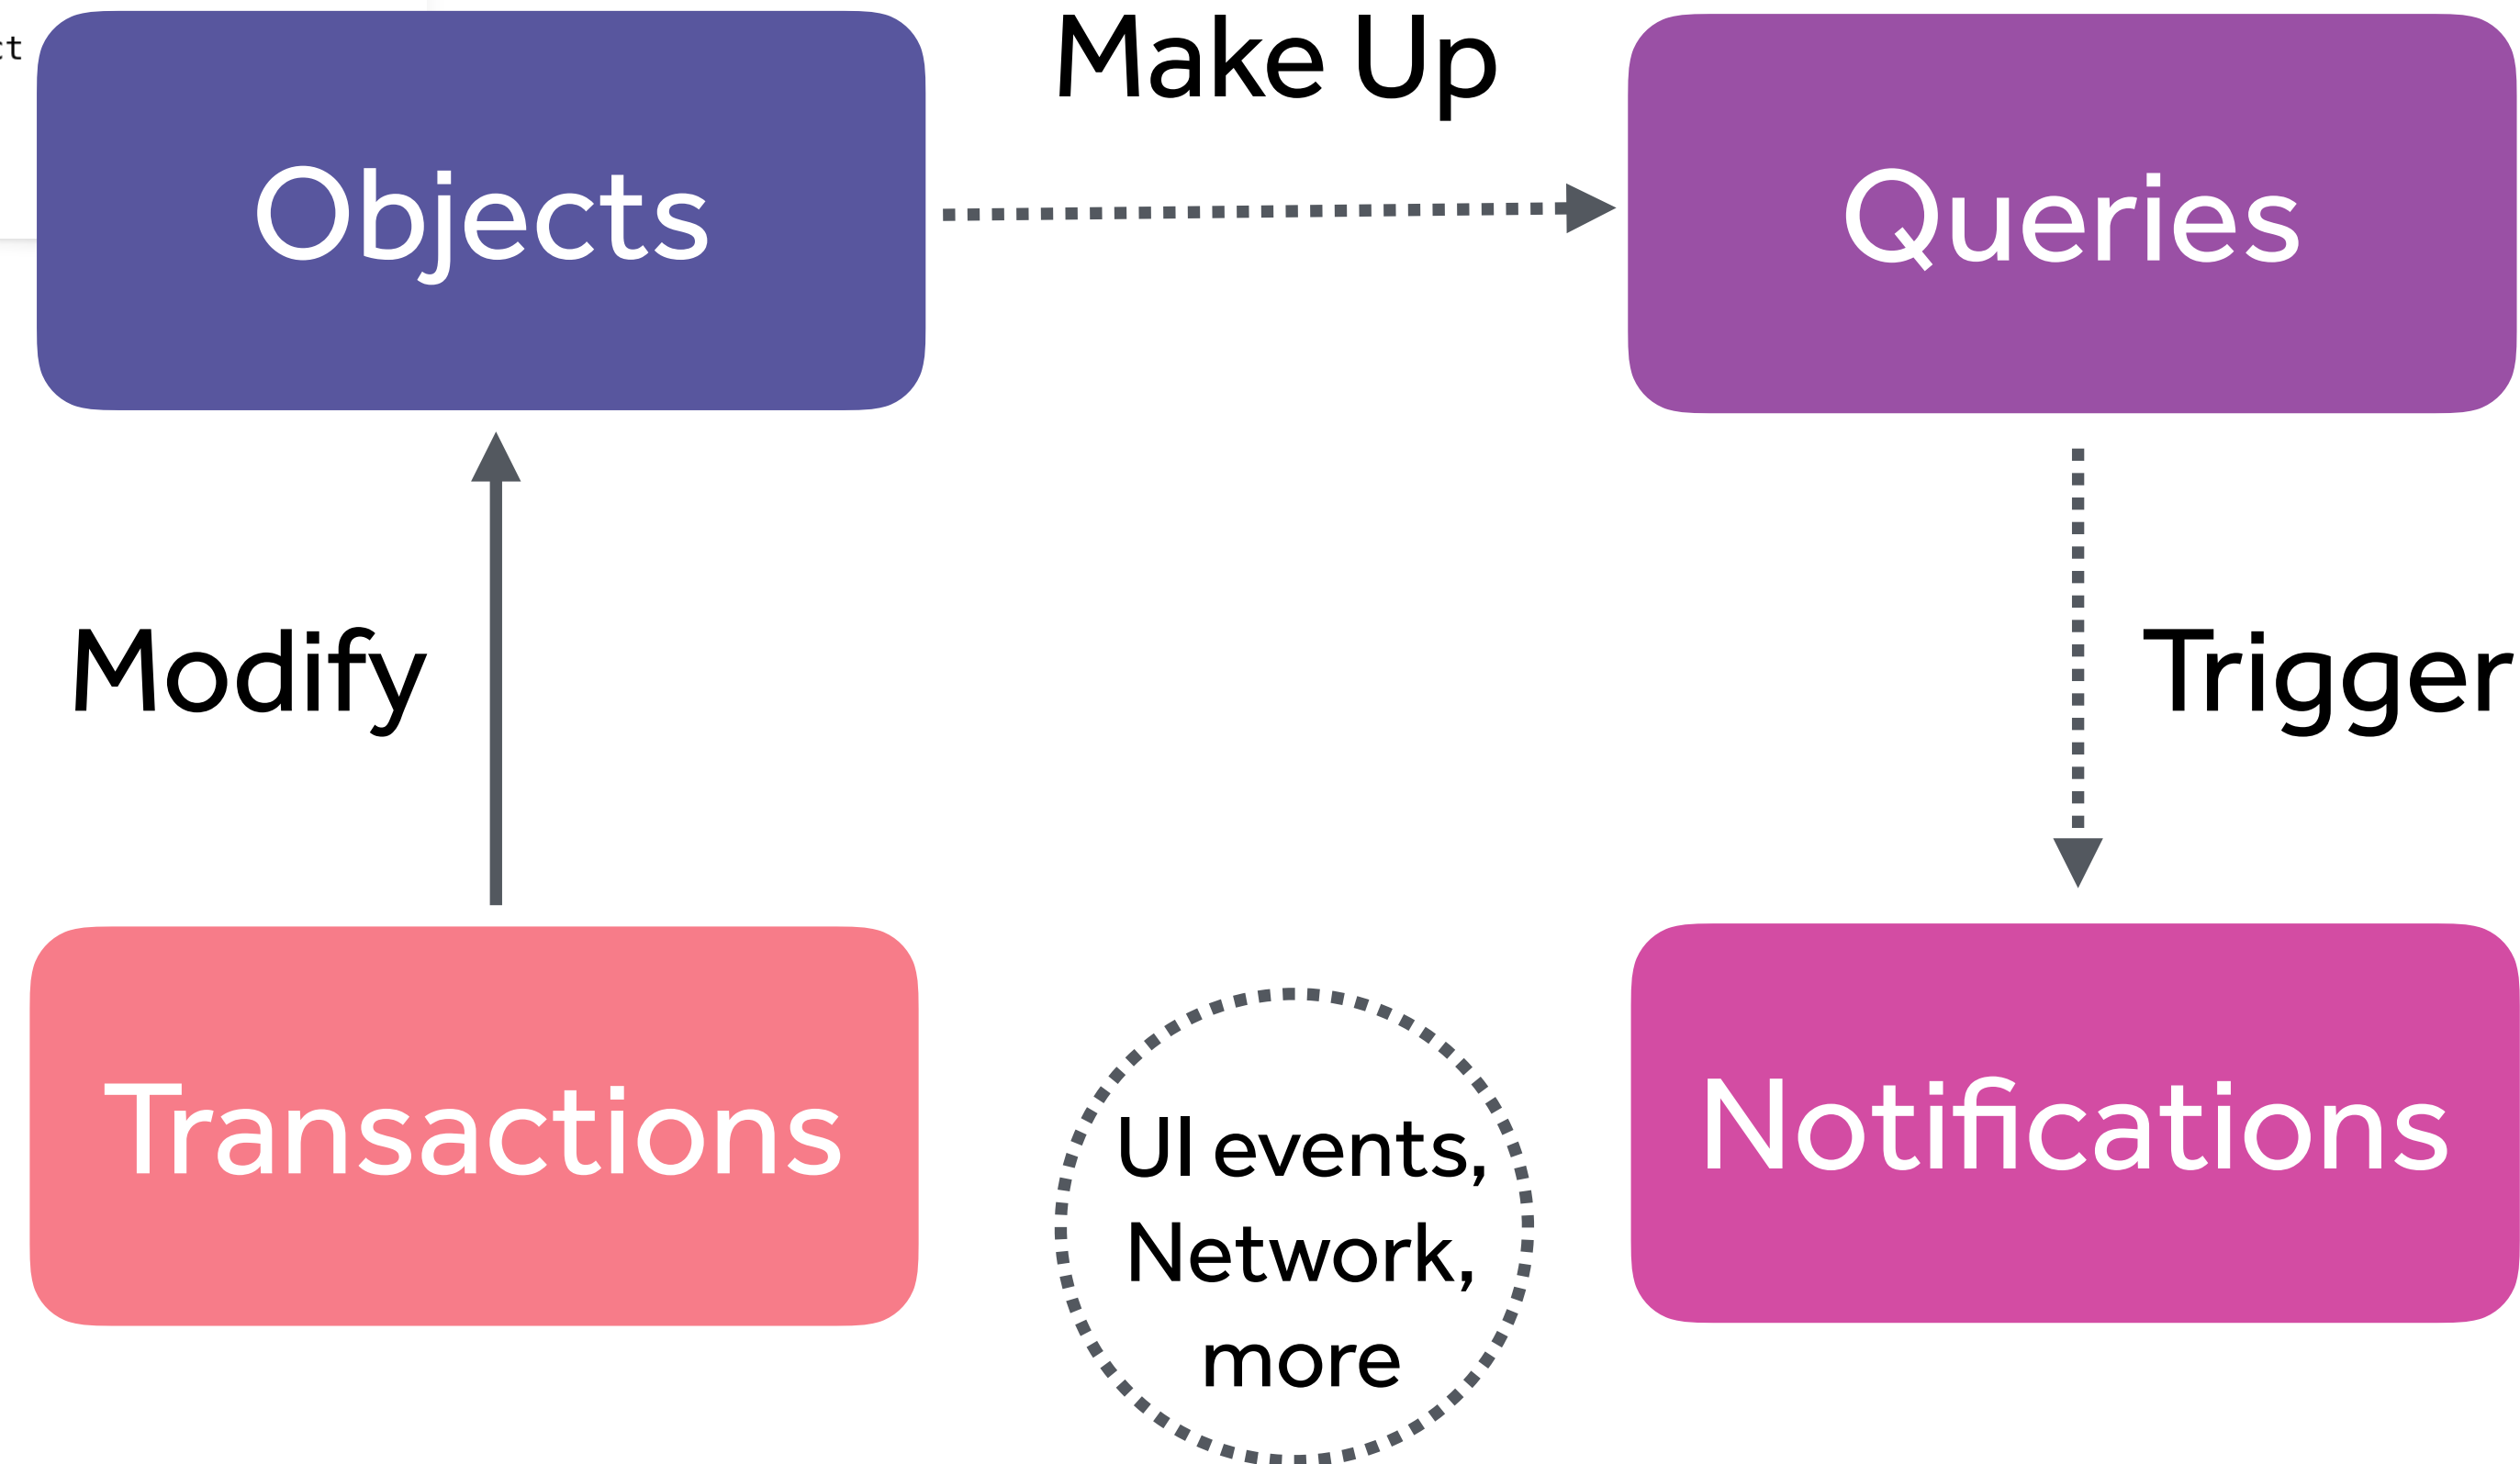 Make Up
Objects
Queries
Modify
Trigger
Transactions
UI events,
Network,
more
Notifications